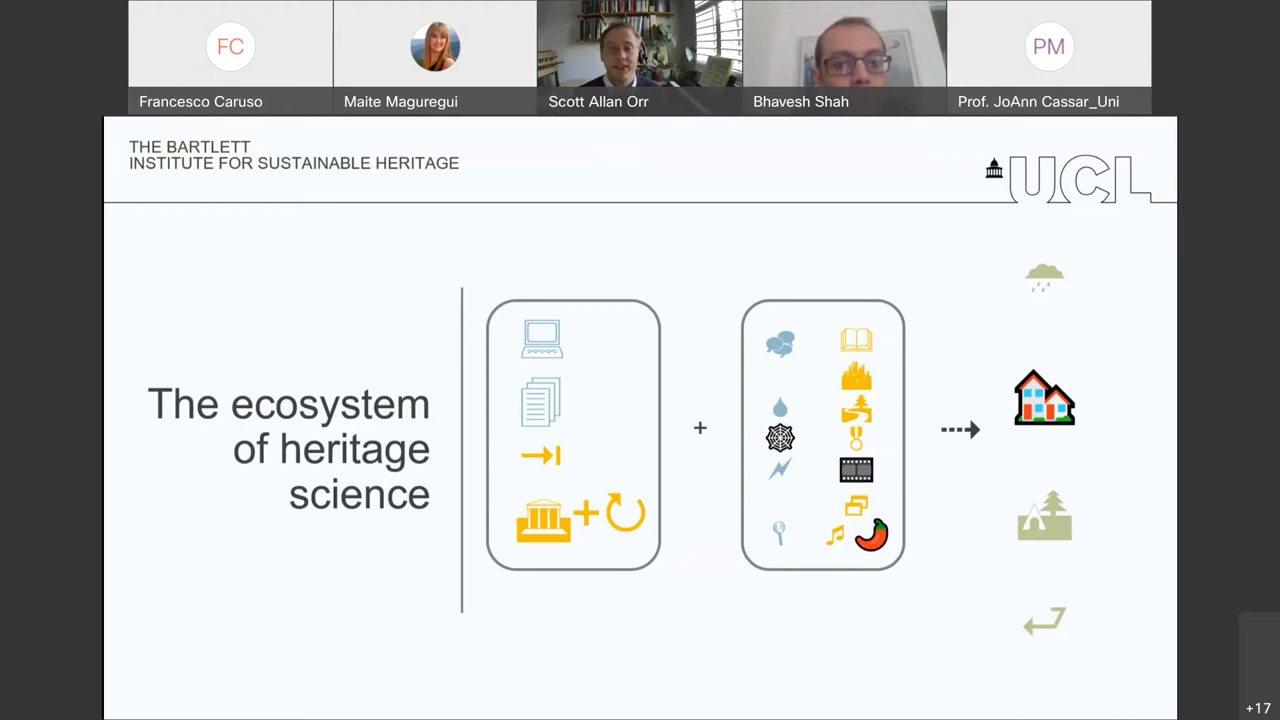 FC
PM
Francesco Caruso
Maite Maguregui
Scott Allan Orr
Bhavesh Shah
Prof. JoAnn Cassar_Uni
THE BARTLETT
INSTITUTE FOR SUSTAINABLE HERITAGE
UCL
The ecosystem
of heritage
science
+
+
+17